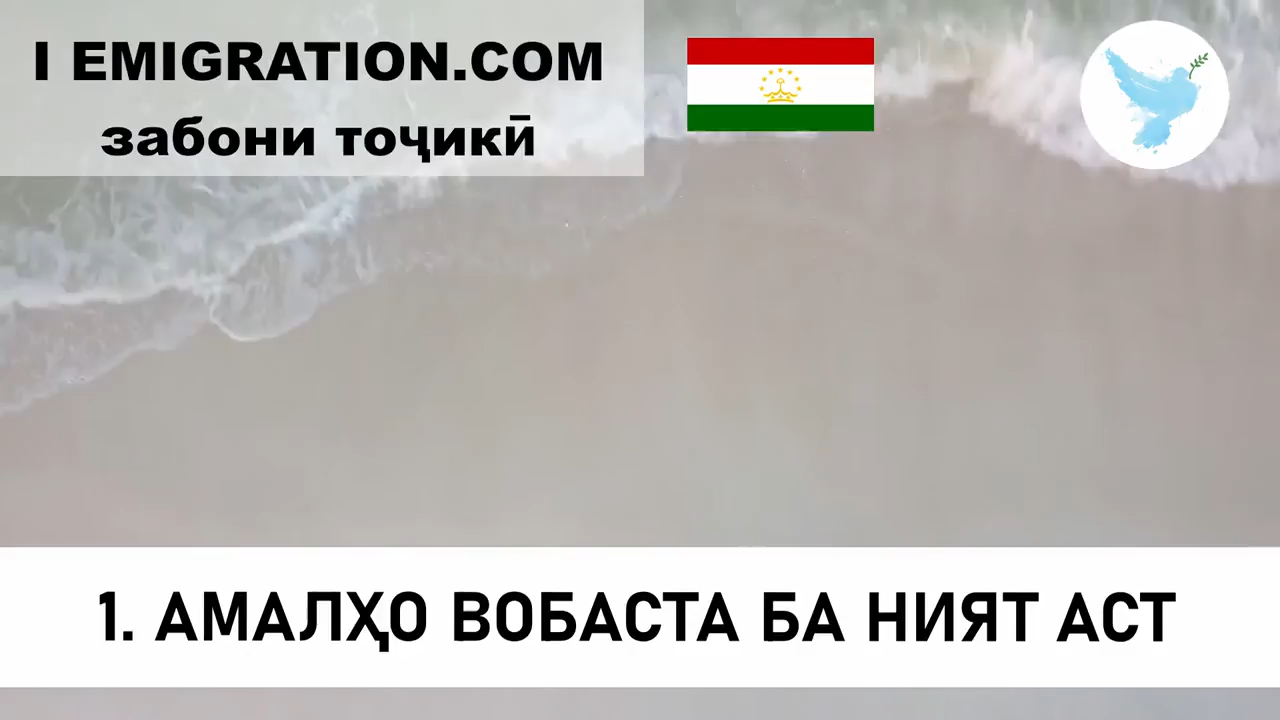 I EMIGRATION.COM
забони тоҷикӣ
1. АМАЛҲО ВОБАСТА БА НИЯТ АСТ